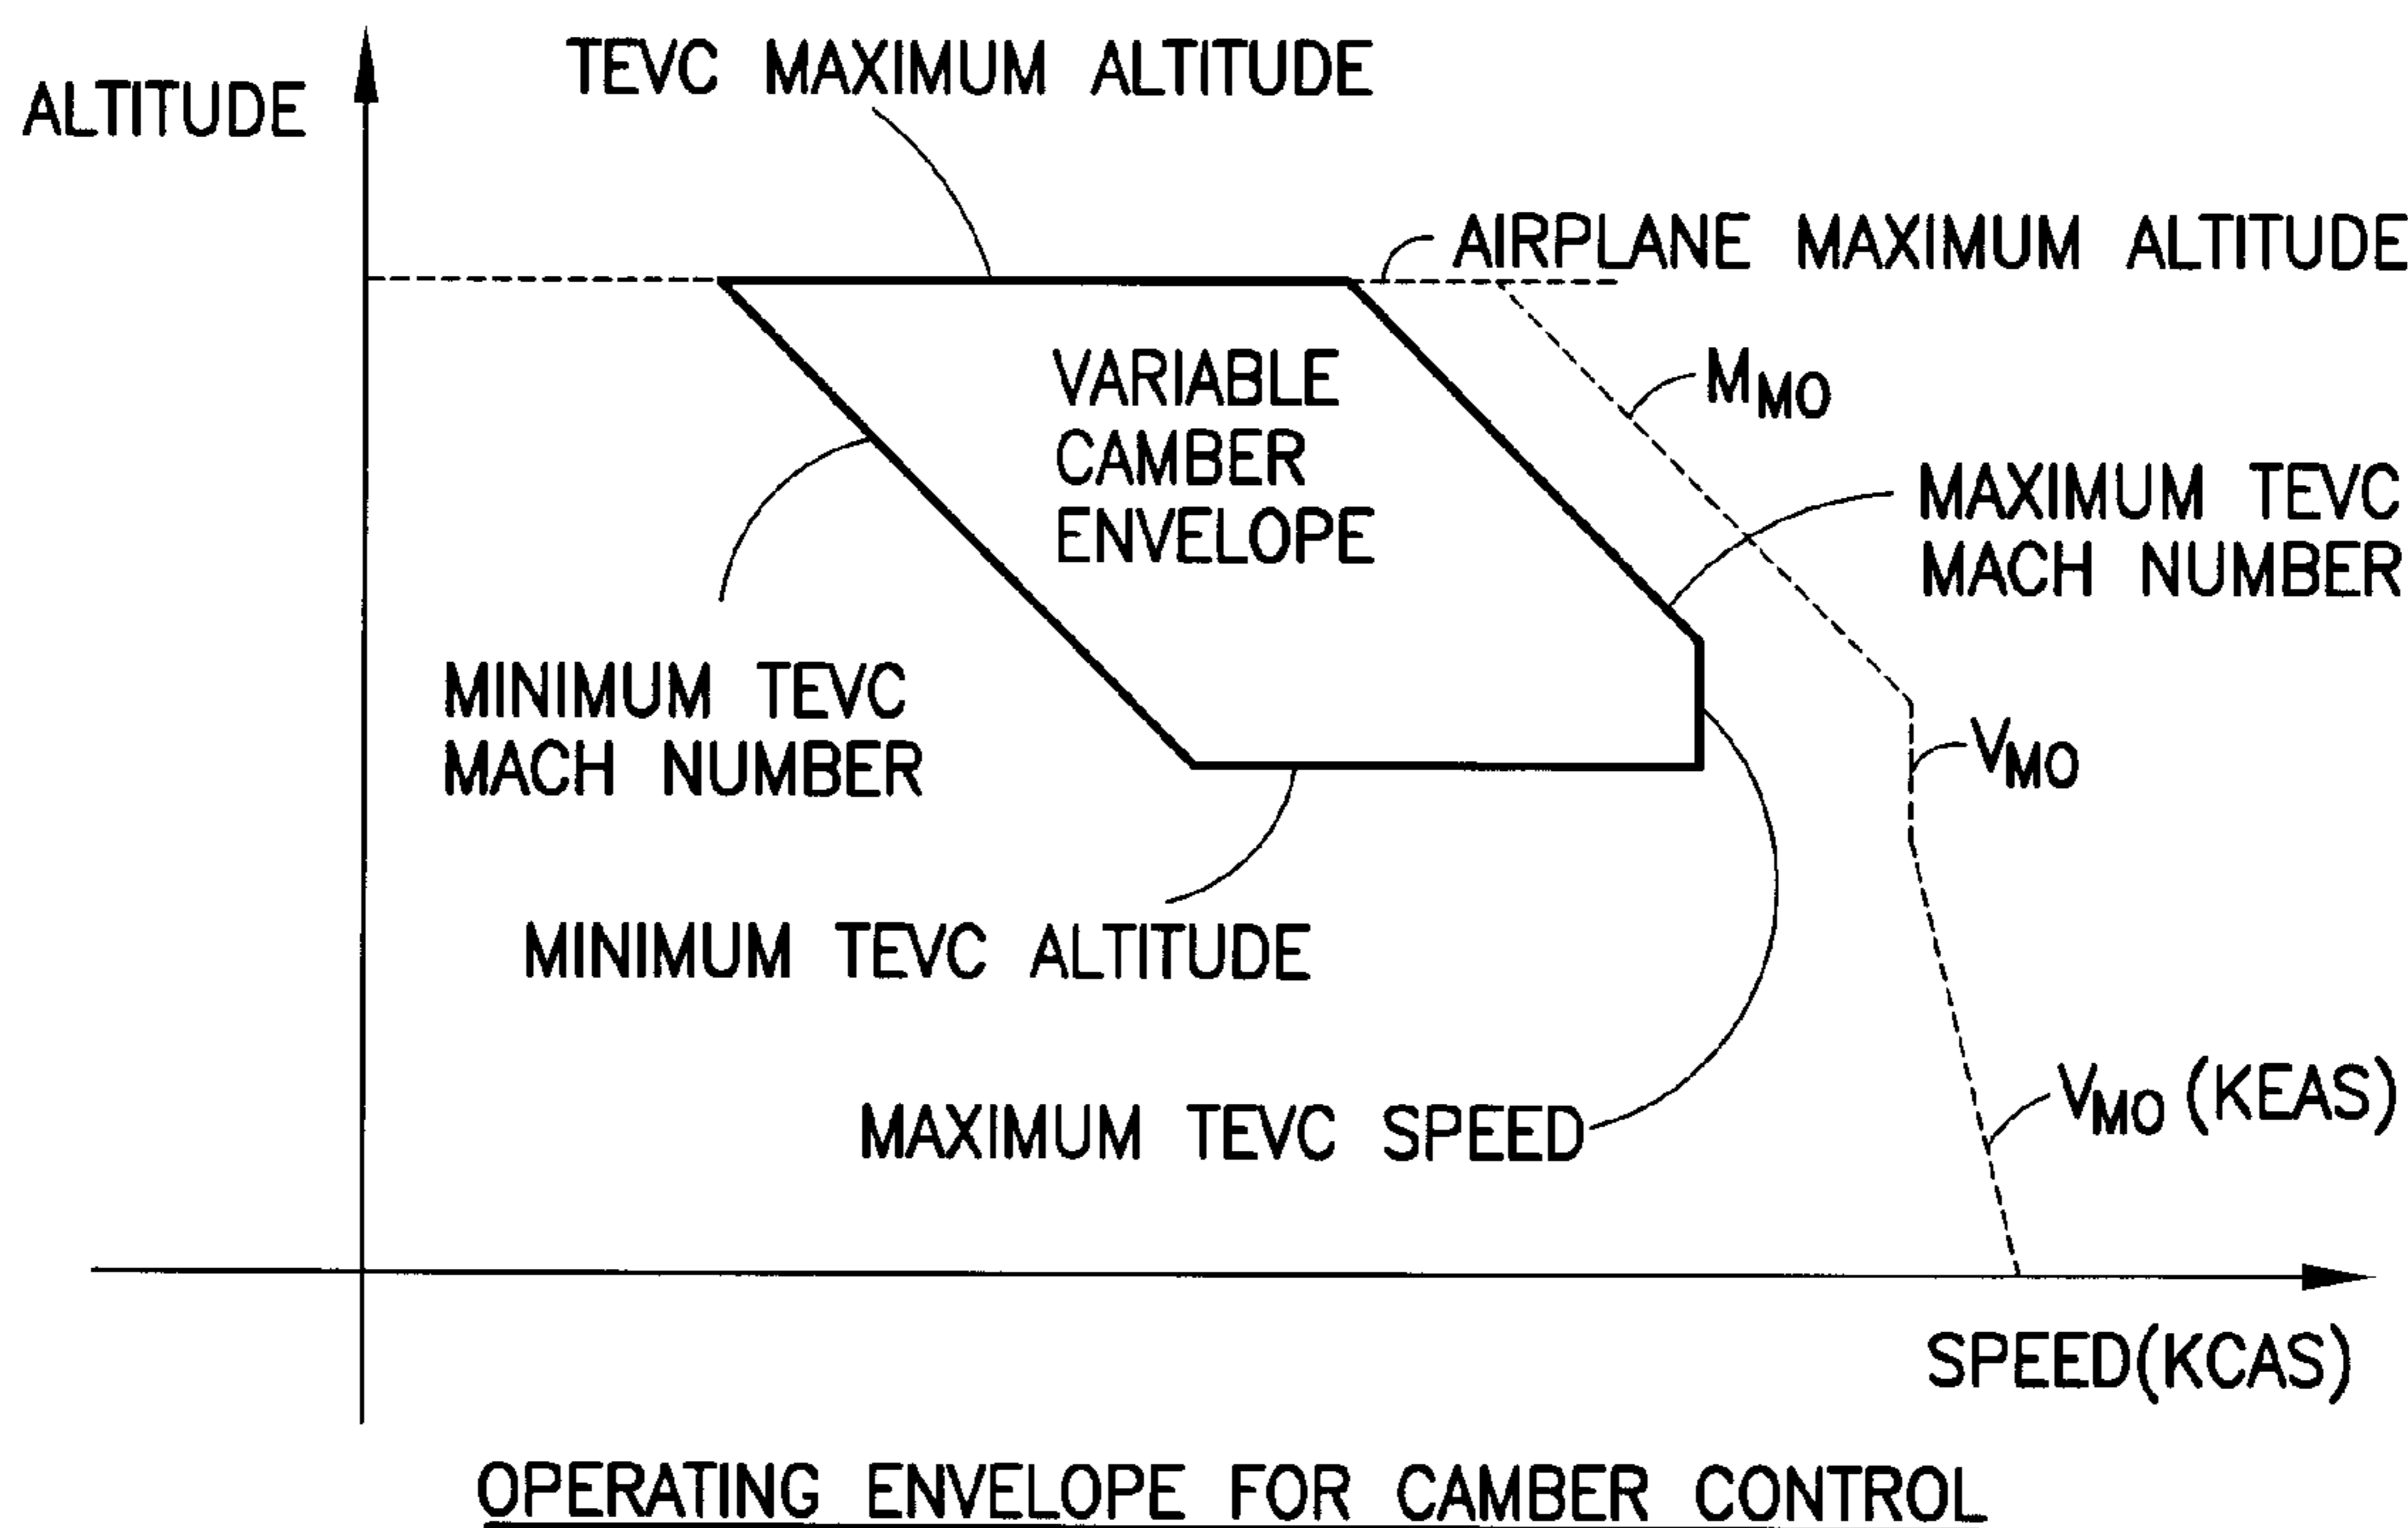 TEVC MAXIMUM ALTITUDE
ALTITUDE
AIRPLANE MAXIMUM ALTITUDE
VARIABLE
CAMBER
ENVELOPE
MMO
MAXIMUM TEVC
MACH NUMBER
MINIMUM TEVC
MACH NUMBER
VMO
MINIMUM TEVC ALTITUDE
VMO (KEAS)
MAXIMUM TEVC SPEED
SPEED(KCAS)
OPERATING ENVELOPE FOR CAMBER CONTROL